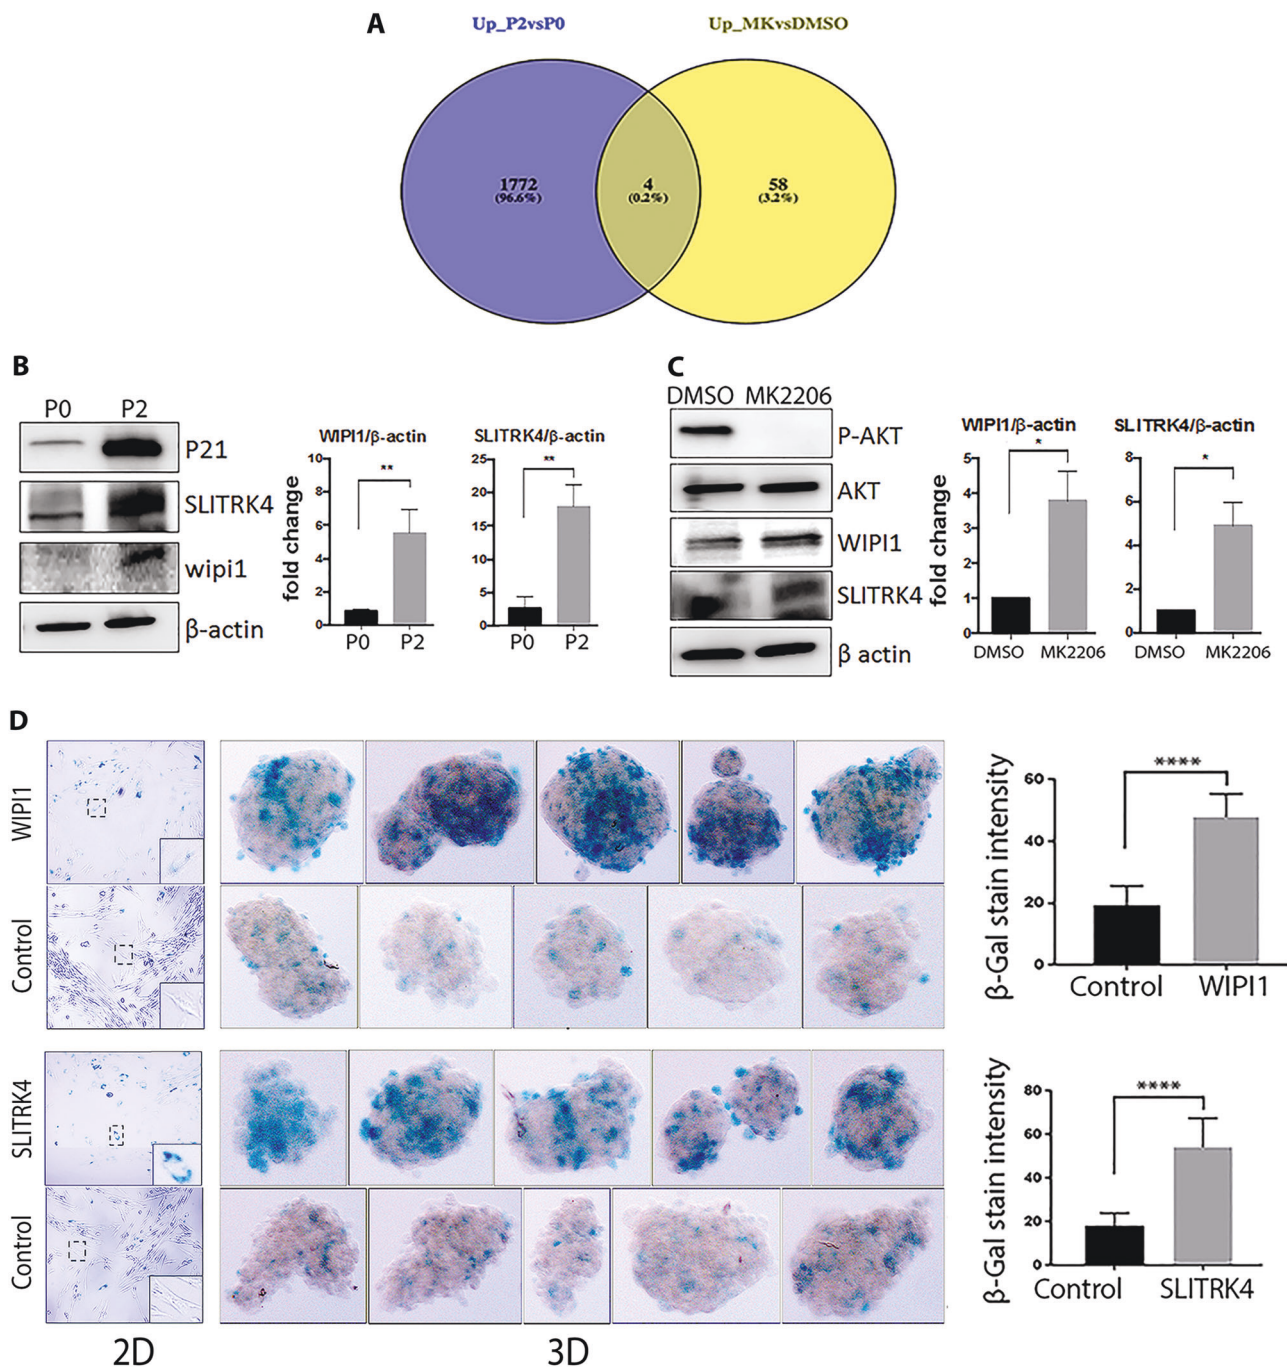 A
Up_P2vsP0 Up_MKvsDMSO
1772 4 58
(96.6%) (0.2%) (3.2%)
B
P0 P2
P21
SLITRK4
wipi1
β-actin
WIPI1/β-actin
fold change
10
8
6
4
2
0
**
P0 P2
SLITRK4/β-actin
25
20
15
10
5
0
**
P0 P2
C
DMSO MK2206
P-AKT
AKT
WIPI1
SLITRK4
β actin
WIPI1/β-actin
fold change
5
4
3
2
1
0
*
DMSO MK2206
SLITRK4/β-actin
8
6
4
2
0
*
DMSO MK2206
D
WIPI1
Control
SLITRK4
Control
2D 3D
β-Gal stain intensity
60
40
20
0
****
Control WIPI1
β-Gal stain intensity
80
60
40
20
0
****
Control SLITRK4